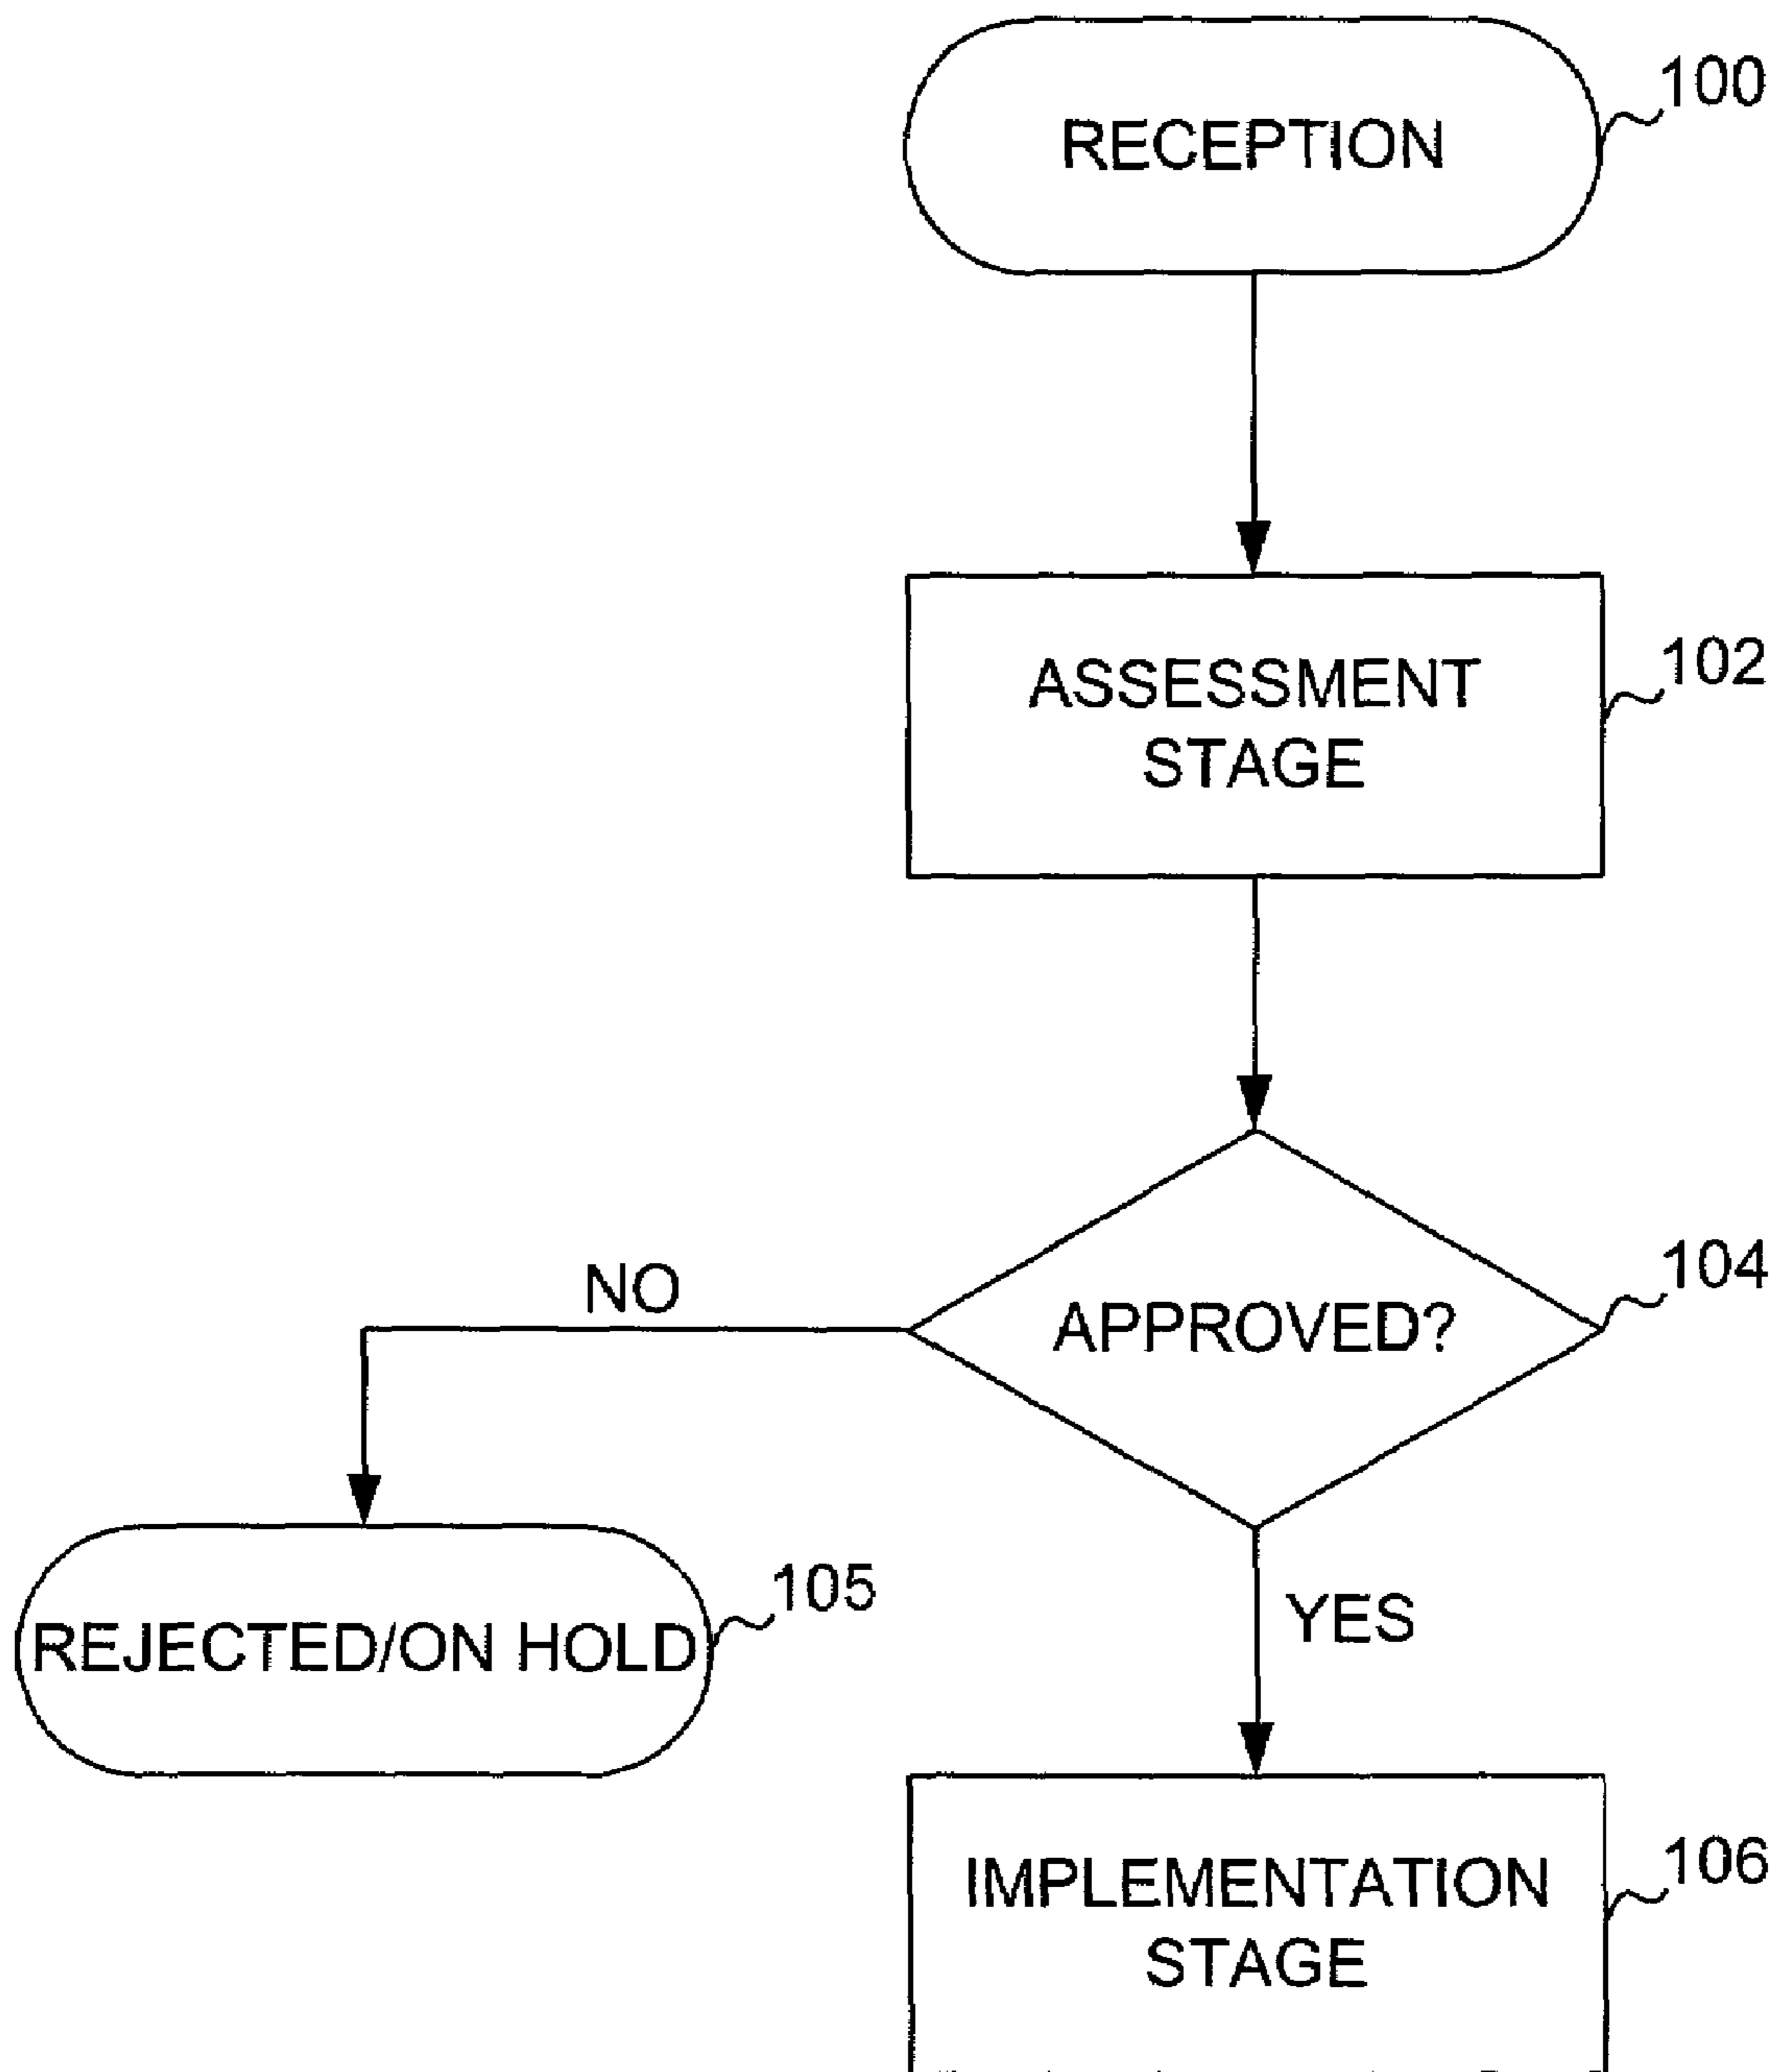 100
RECEPTION
102
ASSESSMENT
STAGE
104
APPROVED?
NO
YES
105
REJECTED/ON HOLD
106
IMPLEMENTATION
STAGE